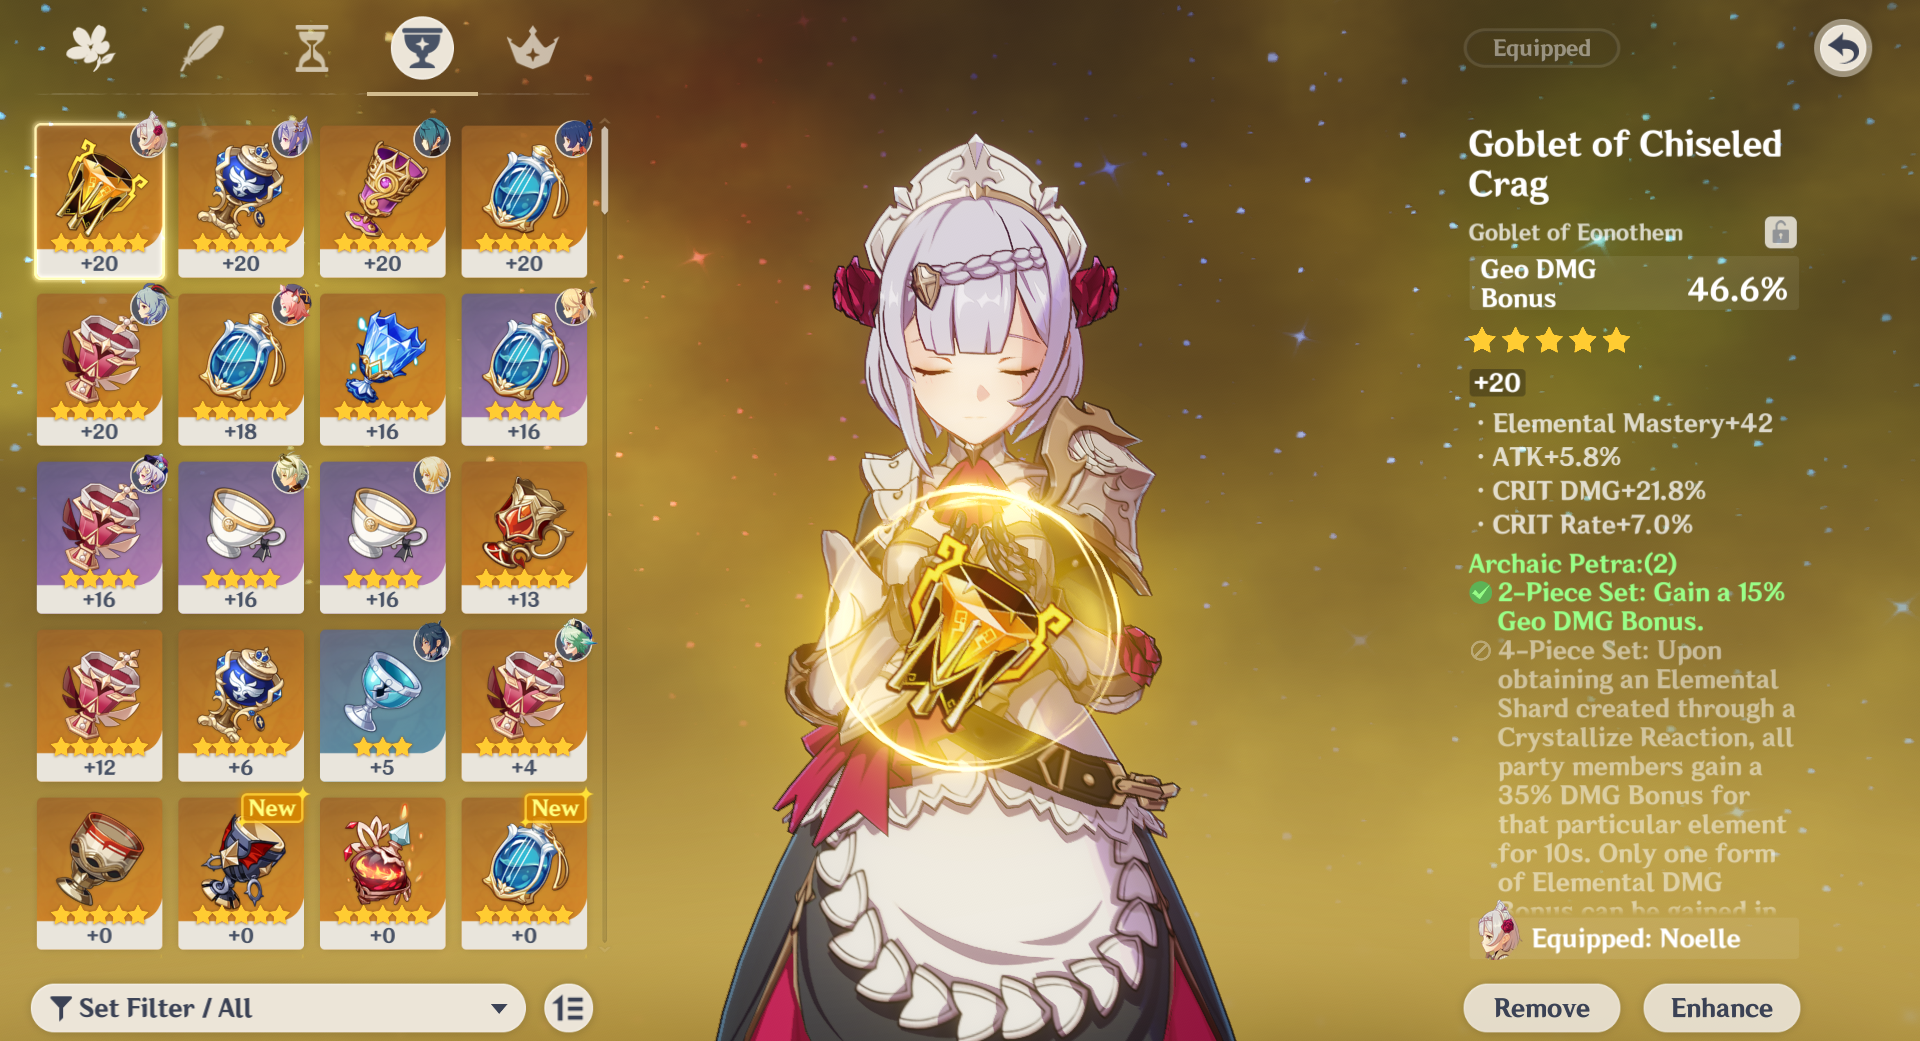 Equipped
Goblet of Chiseled
Crag
Goblet of Eonothem
Geo DMG
Bonus
46.6%
+20
· Elemental Mastery+42
· ATK+5.8%
· CRIT DMG+21.8%
· CRIT Rate+7.0%
Archaic Petra:(2)
2-Piece Set: Gain a 15%
Geo DMG Bonus.
4-Piece Set: Upon
obtaining an Elemental
Shard created through a
Crystallize Reaction, all
party members gain a
35% DMG Bonus for
that particular element
for 10s. Only one form
of Elemental DMG
Bonus can be gained in
Equipped: Noelle
Remove
Enhance
+20
+20
+20
+20
+20
+18
+16
+16
+16
+16
+16
+13
+12
+6
+5
+4
New
New
+0
+0
+0
+0
Set Filter / All